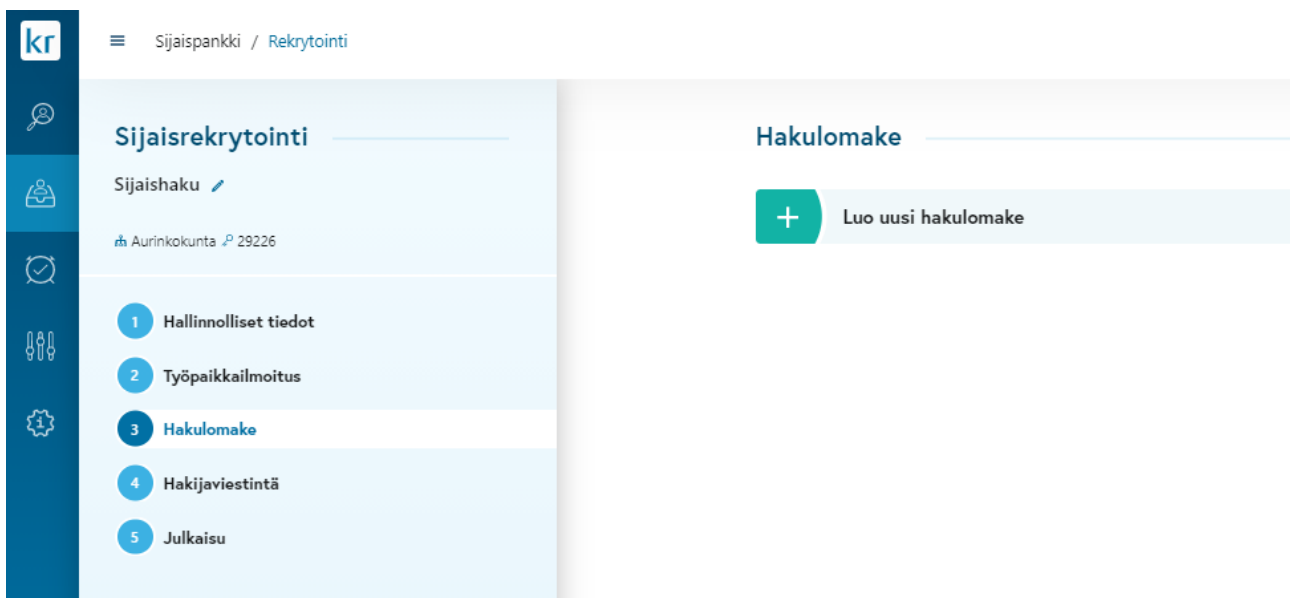 kr
Sijaispankki / Rekrytointi
Sijaisrekrytointi
Sijaishaku
Aurinkokunta 29226
1 Hallinnolliset tiedot
2 Työpaikkailmoitus
3 Hakulomake
4 Hakijaviestintä
5 Julkaisu
Hakulomake
+ Luo uusi hakulomake